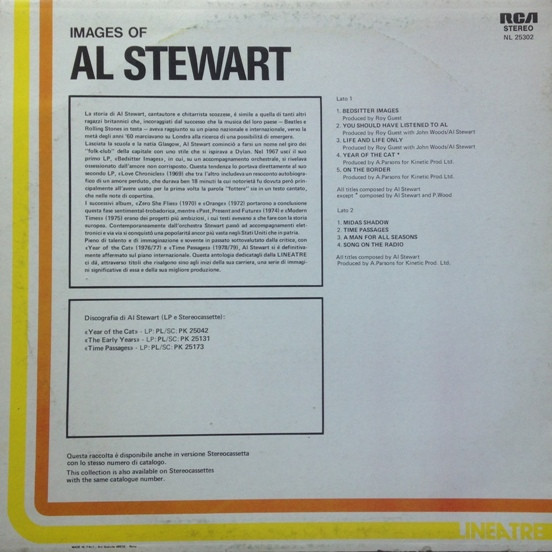 IMAGES OF
AL STEWART
RCA
STEREO
NL 25302
La storia di Al Stewart, cantautore e chitarrista scozzese, è simile a quella di tanti altri
ragazzi britannici che, incoraggiati dal successo che la musica del loro paese — Beatles e
Rolling Stones in testa — aveva raggiunto su un piano nazionale e internazionale, verso la
metà degli anni '60 marciavano su Londra alla ricerca di una possibilità di emergere.
Lasciata la scuola e la natia Glasgow, Al Stewart cominciò a farsi un nome nel giro dei
"folk-club" della capitale con uno stile che si ispirava a Dylan. Nel 1967 uscì il suo
primo LP, «Bedsitter Images», in cui, su un accompagnamento orchestrale, si rivelava
ossessionato dall'amore non corrisposto. Questa tendenza lo portava direttamente al suo
secondo LP, «Love Chronicles» (1969) che tra l'altro includeva un racconto autobiogra-
fico di un amore perduto, che durava ben 18 minuti la cui notorietà fu dovuta però prin-
cipalmente all'avere usato per la prima volta la parola "fottere" sia in un testo cantato,
che nelle note di copertina.
I successivi album, «Zero She Flies» (1970) e «Orange» (1972) portarono a conclusione
questa fase sentimental-trobadorica, mentre «Past, Present and Future» (1974) e «Modern
Times» (1975) erano dei progetti più ambiziosi, i cui testi avevano a che fare con la storia
europea. Contemporaneamente dall'orchestra Stewart passò ad accompagnamenti elet-
tronici e via via si conquistò una popolarità ancor più vasta negli Stati Uniti che in patria.
Pieno di talento e di immaginazione e sovente in passato sottovalutato dalla critica, con
«Year of the Cat» (1976/77) e «Time Passages» (1978/79), Al Stewart si è definitiva-
mente affermato sul piano internazionale. Questa antologia dedicatagli dalla LINEATRE
ci dà, attraverso titoli che risalgono sino agli inizi della sua carriera, una serie di immagi-
ni significative di essa e della sua migliore produzione.
Lato 1
1. BEDSITTER IMAGES
Produced by Roy Guest
2. YOU SHOULD HAVE LISTENED TO AL
Produced by Roy Guest with John Woods/Al Stewart
3. LIFE AND LIFE ONLY
Produced by Roy Guest with John Woods/Al Stewart
4. YEAR OF THE CAT *
Produced by A.Parsons for Kinetic Prod. Ltd.
5. ON THE BORDER
Produced by A.Parsons for Kinetic Prod. Ltd.
All titles composed by Al Stewart
except * composed by Al Stewart and P.Wood
Lato 2
1. MIDAS SHADOW
2. TIME PASSAGES
3. A MAN FOR ALL SEASONS
4. SONG ON THE RADIO
All titles composed by Al Stewart
Produced by A.Parsons for Kinetic Prod. Ltd.
Discografia di Al Stewart (LP e Stereocassette):
«Year of the Cat» - LP: PL/SC: PK 25042
«The Early Years» - LP: PL/SC: PK 25131
«Time Passages» - LP: PL/SC: PK 25173
Questa raccolta è disponibile anche in versione Stereocassetta
con lo stesso numero di catalogo.
This collection is also available on Stereocassettes
with the same catalogue number.
LINEATRE